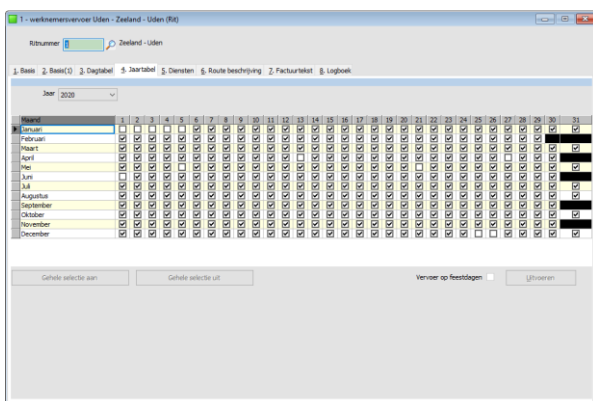 1 - werknemersvervoer Uden - Zeeland - Uden (Rit)
Ritnummer 1 Zeeland - Uden
1. Basis 2. Basis(1) 3. Dagtabel 4. Jaartabel 5. Diensten 6. Route beschrijving 7. Factuurtekst 8. Logboek
Jaar 2020
Maand 1 2 3 4 5 6 7 8 9 10 11 12 13 14 15 16 17 18 19 20 21 22 23 24 25 26 27 28 29 30 31
Januari
Februari
Maart
April
Mei
Juni
Juli
Augustus
September
Oktober
November
December
Gehele selectie aan Gehele selectie uit Vervoer op feestdagen Uitvoeren